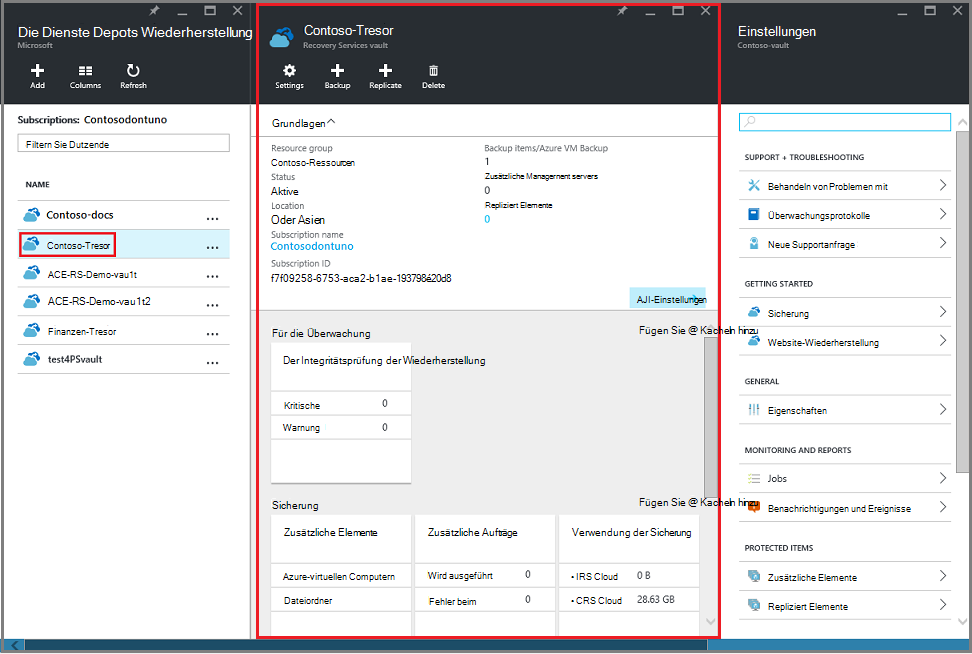 Die Dienste Depots Wiederherstellung
Microsoft
Add
Columns
Refresh
Subscriptions: Contosodontuno
Filtern Sie Dutzende
NAME
Contoso-docs
...
Contoso-Tresor
...
ACE-RS-Demo-vau1t
...
ACE-RS-Demo-vau1t2
...
Finanzen-Tresor
...
test4PSvault
...
Contoso-Tresor
Recovery Services vault
Settings
Backup
Replicate
Delete
Grundlagen
Resource group
Contoso-Ressourcen
Status
Aktive
Location
Oder Asien
Subscription name
Contosodontuno
Subscription ID
f7f09258-6753-aca2-b1ae-193798é20d8
Backup items/Azure VM Backup
1
Zusätzliche Management servers
0
Repliziert Elemente
0
AJI-Einstellungen
Für die Überwachung
Fügen Sie @ Kacheln hinzu
Der Integritätsprüfung der Wiederherstellung
Kritische 0
Warnung 0
Sicherung
Fügen Sie @ Kacheln hinzu
Zusätzliche Elemente
Azure-virtuellen Computern
Dateiordner
Zusätzliche Aufträge
Wird ausgeführt 0
Fehler beim 0
Verwendung der Sicherung
• IRS Cloud 0 B
• CRS Cloud 28.63 GB
Einstellungen
Contoso-vault
SUPPORT + TROUBLESHOOTING
Behandeln von Problemen mit
Überwachungsprotokolle
Neue Supportanfrage
GETTING STARTED
Sicherung
Website-Wiederherstellung
GENERAL
Eigenschaften
MONITORING AND REPORTS
Jobs
Benachrichtigungen und Ereignisse
PROTECTED ITEMS
Zusätzliche Elemente
Repliziert Elemente